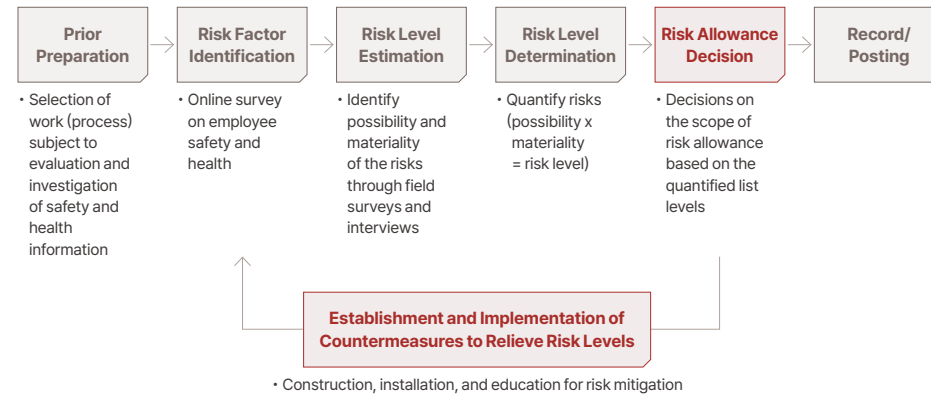 Prior
Preparation
Risk Factor
Identification
Risk Level
Estimation
Risk Level
Determination
Risk Allowance
Decision
Record/
Posting
• Selection of
work (process)
subject to
evaluation and
investigation
of safety and
health
information
• Online survey
on employee
safety and
health
• Identify
possibility and
materiality
of the risks
through field
surveys and
interviews
• Quantify risks
(possibility x
materiality
= risk level)
• Decisions on
the scope of
risk allowance
based on the
quantified list
levels
Establishment and Implementation of
Countermeasures to Relieve Risk Levels
• Construction, installation, and education for risk mitigation